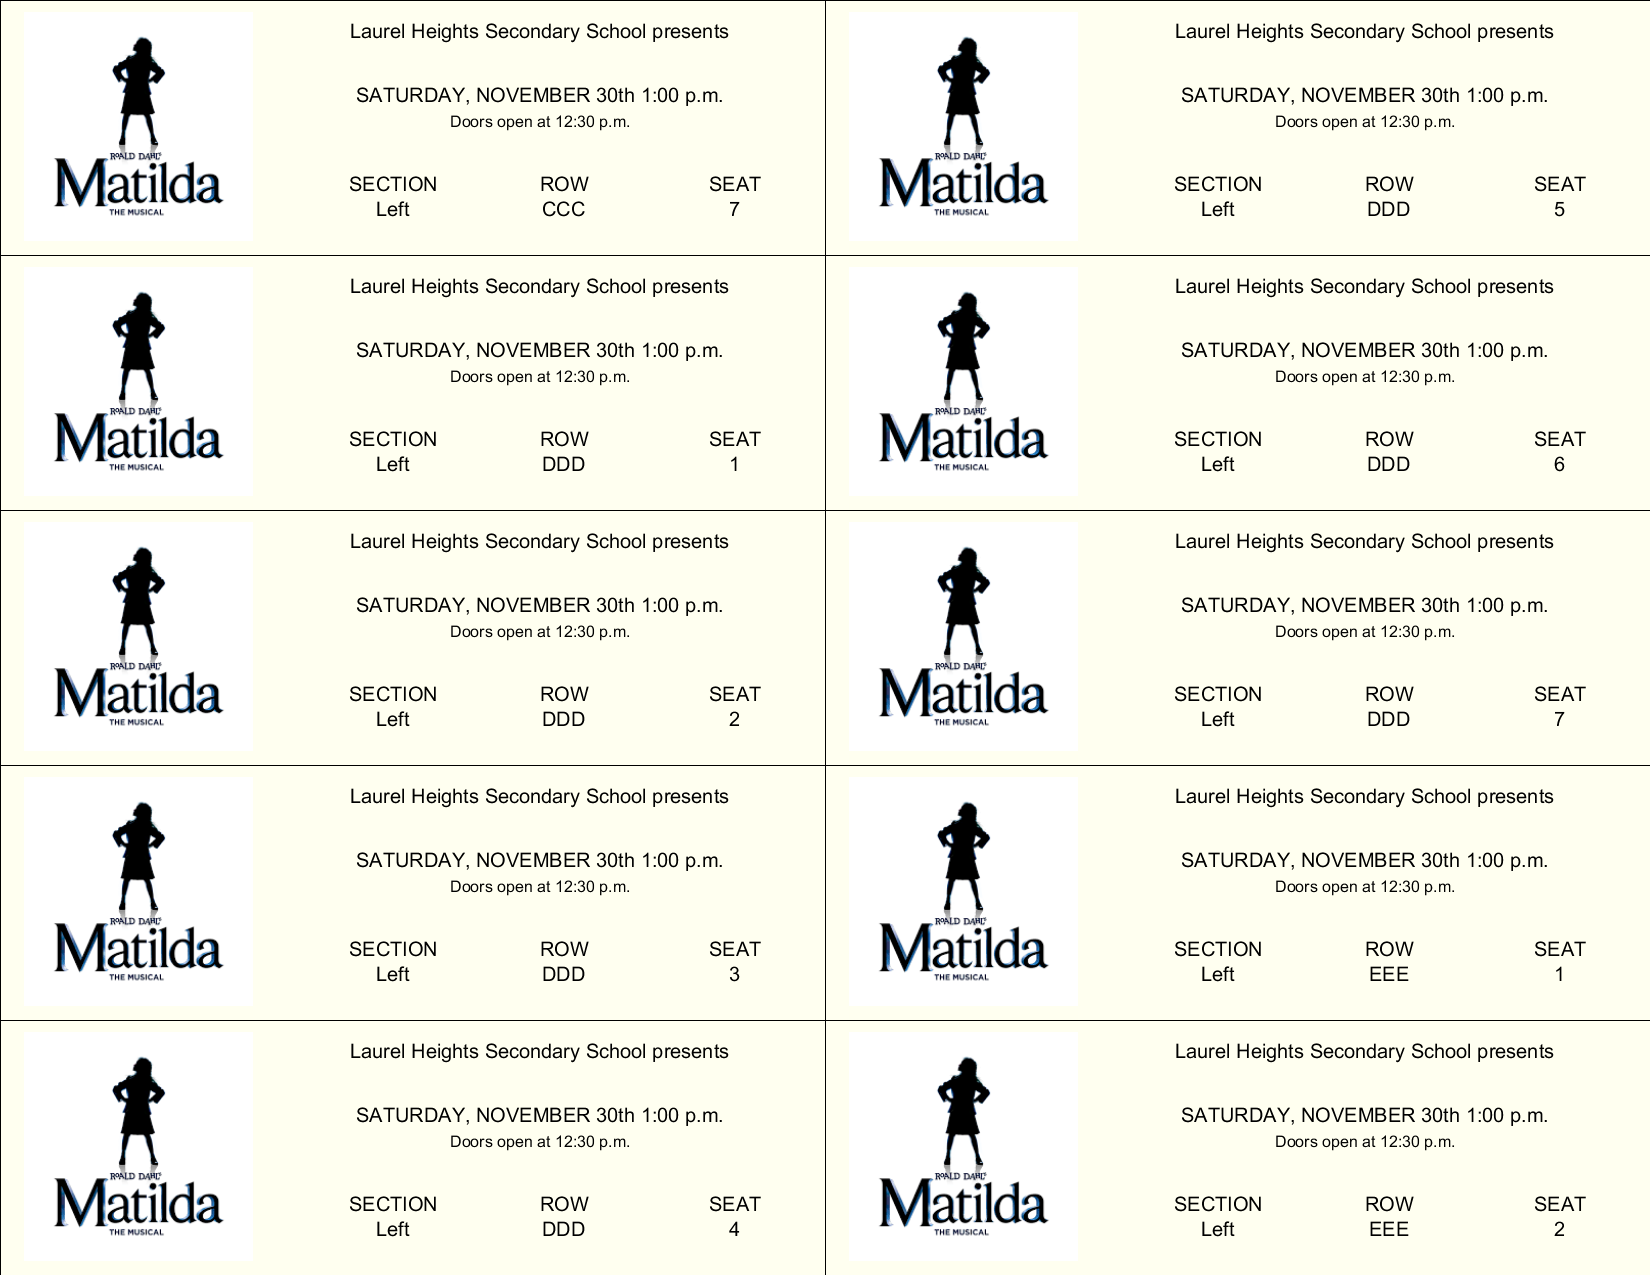 Laurel Heights Secondary School presents
SATURDAY, NOVEMBER 30th 1:00 p.m.
Doors open at 12:30 p.m.
ROALD DAHL'S
Matilda
THE MUSICAL
SECTION ROW SEAT
Left CCC 7
Laurel Heights Secondary School presents
SATURDAY, NOVEMBER 30th 1:00 p.m.
Doors open at 12:30 p.m.
ROALD DAHL'S
Matilda
THE MUSICAL
SECTION ROW SEAT
Left DDD 5
Laurel Heights Secondary School presents
SATURDAY, NOVEMBER 30th 1:00 p.m.
Doors open at 12:30 p.m.
ROALD DAHL'S
Matilda
THE MUSICAL
SECTION ROW SEAT
Left DDD 1
Laurel Heights Secondary School presents
SATURDAY, NOVEMBER 30th 1:00 p.m.
Doors open at 12:30 p.m.
ROALD DAHL'S
Matilda
THE MUSICAL
SECTION ROW SEAT
Left DDD 6
Laurel Heights Secondary School presents
SATURDAY, NOVEMBER 30th 1:00 p.m.
Doors open at 12:30 p.m.
ROALD DAHL'S
Matilda
THE MUSICAL
SECTION ROW SEAT
Left DDD 2
Laurel Heights Secondary School presents
SATURDAY, NOVEMBER 30th 1:00 p.m.
Doors open at 12:30 p.m.
ROALD DAHL'S
Matilda
THE MUSICAL
SECTION ROW SEAT
Left DDD 7
Laurel Heights Secondary School presents
SATURDAY, NOVEMBER 30th 1:00 p.m.
Doors open at 12:30 p.m.
ROALD DAHL'S
Matilda
THE MUSICAL
SECTION ROW SEAT
Left DDD 3
Laurel Heights Secondary School presents
SATURDAY, NOVEMBER 30th 1:00 p.m.
Doors open at 12:30 p.m.
ROALD DAHL'S
Matilda
THE MUSICAL
SECTION ROW SEAT
Left EEE 1
Laurel Heights Secondary School presents
SATURDAY, NOVEMBER 30th 1:00 p.m.
Doors open at 12:30 p.m.
ROALD DAHL'S
Matilda
THE MUSICAL
SECTION ROW SEAT
Left DDD 4
Laurel Heights Secondary School presents
SATURDAY, NOVEMBER 30th 1:00 p.m.
Doors open at 12:30 p.m.
ROALD DAHL'S
Matilda
THE MUSICAL
SECTION ROW SEAT
Left EEE 2